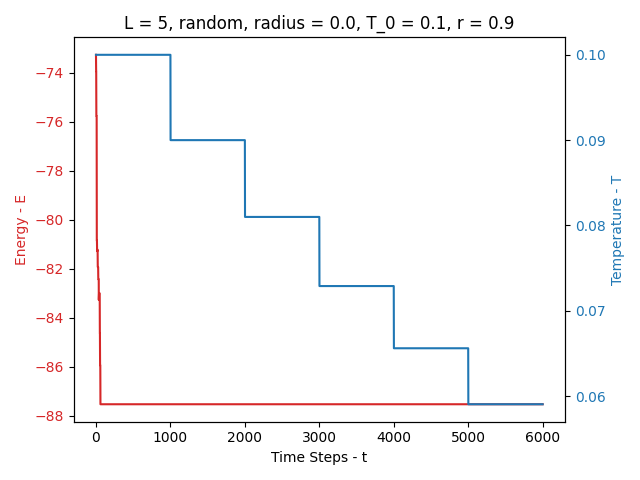 L = 5, random, radius = 0.0, T_0 = 0.1, r = 0.9
Energy - E
−74
−76
−78
−80
−82
−84
−86
−88
0.10
0.09
0.08
0.07
0.06
Temperature - T
0 1000 2000 3000 4000 5000 6000
Time Steps - t